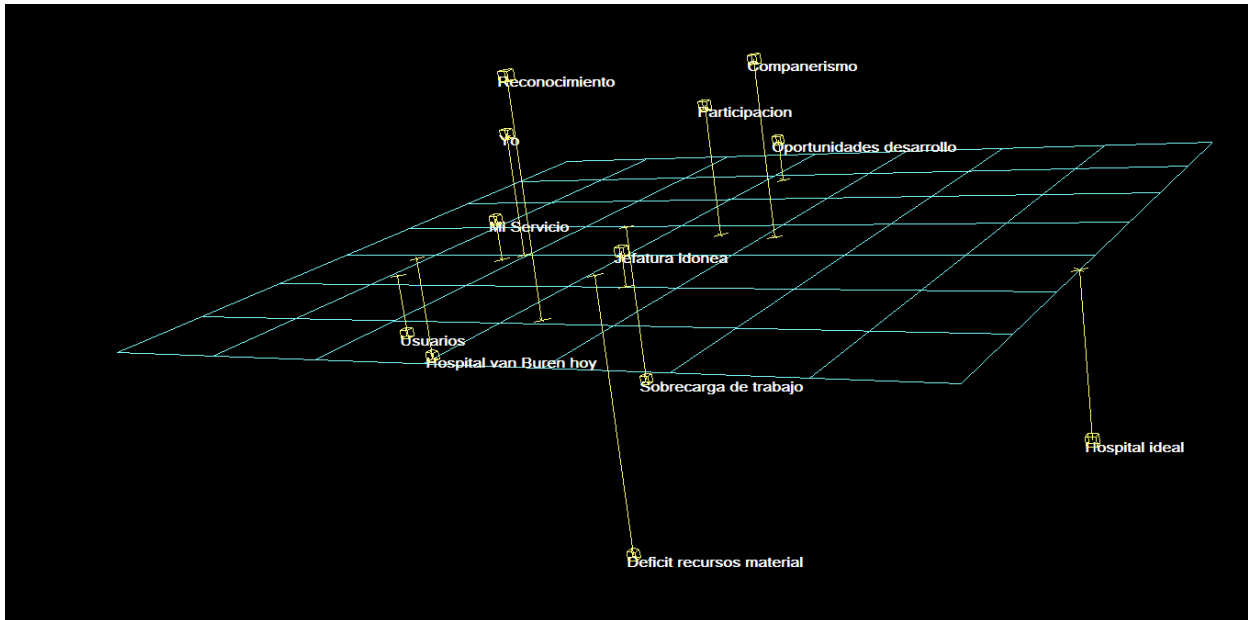 Companerismo
Reconocimiento
Participacion
Yo
Oportunidades desarrollo
Mi Servicio
Jefatura Idonea
Usuarios
Hospital van Buren hoy
Sobrecarga de trabajo
Hospital ideal
Deficit recursos material